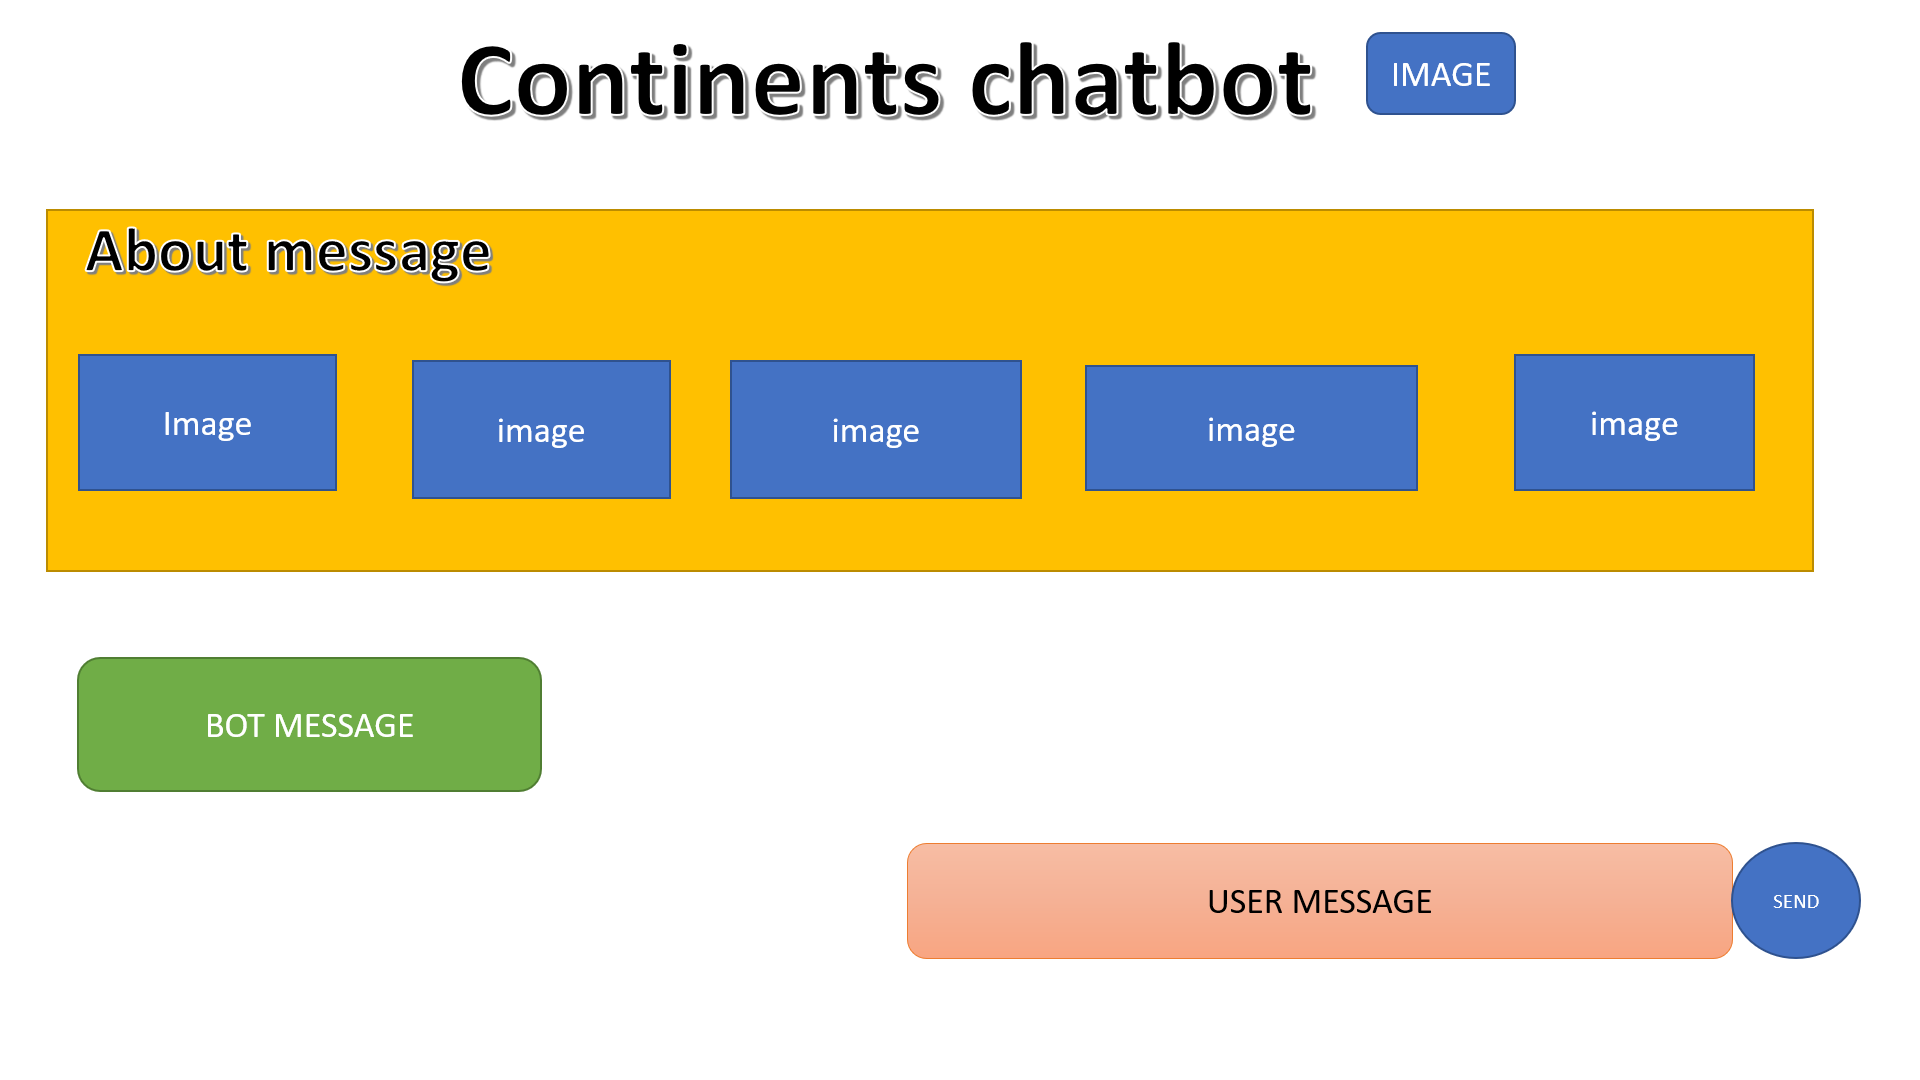 Continents chatbot
IMAGE
About message
Image
image
image
image
image
BOT MESSAGE
USER MESSAGE
SEND